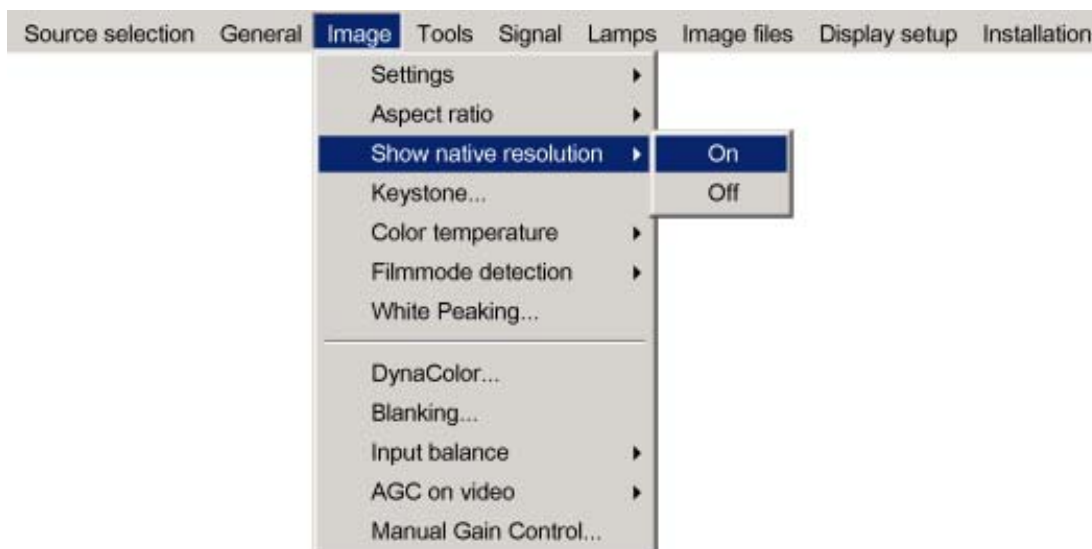 Source selection General Image Tools Signal Lamps Image files Display setup Installation
Settings
Aspect ratio
Show native resolution On
Keystone... Off
Color temperature
Filmmode detection
White Peaking...
DynaColor...
Blanking...
Input balance
AGC on video
Manual Gain Control...